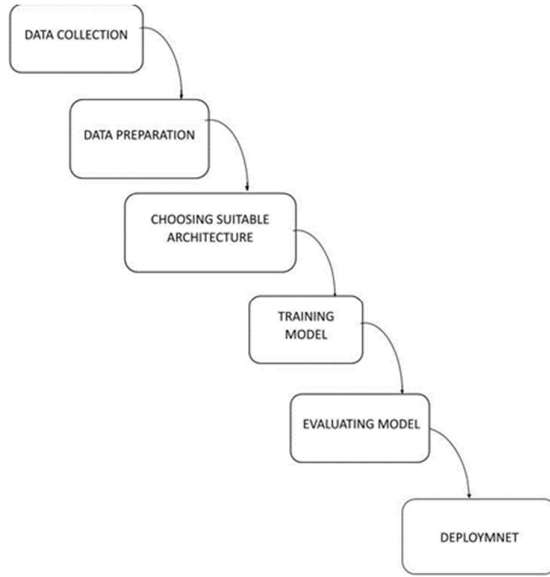 DATA COLLECTION
DATA PREPARATION
CHOOSING SUITABLE
ARCHITECTURE
TRAINING
MODEL
EVALUATING MODEL
DEPLOYMNET